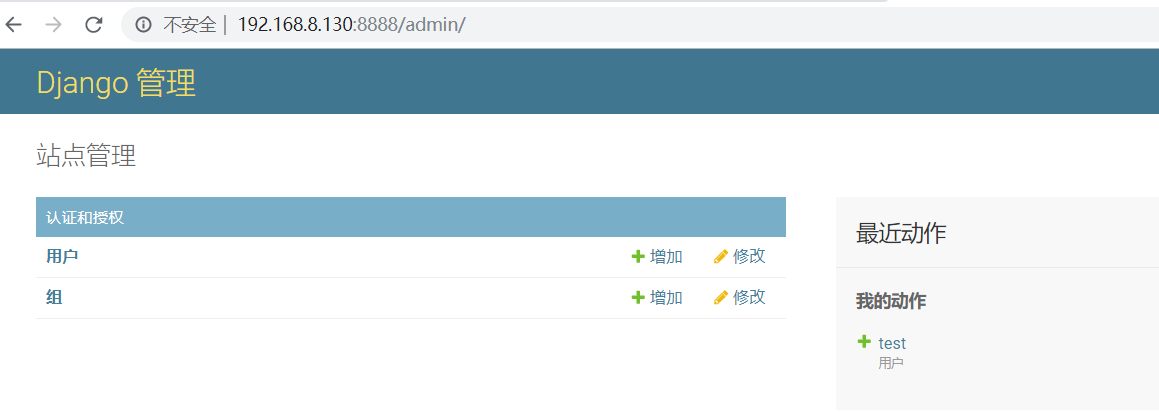 不安全 | 192.168.8.130:8888/admin/
Django 管理
站点管理
认证和授权
用户 增加 修改
组 增加 修改
最近动作
我的动作
test
用户